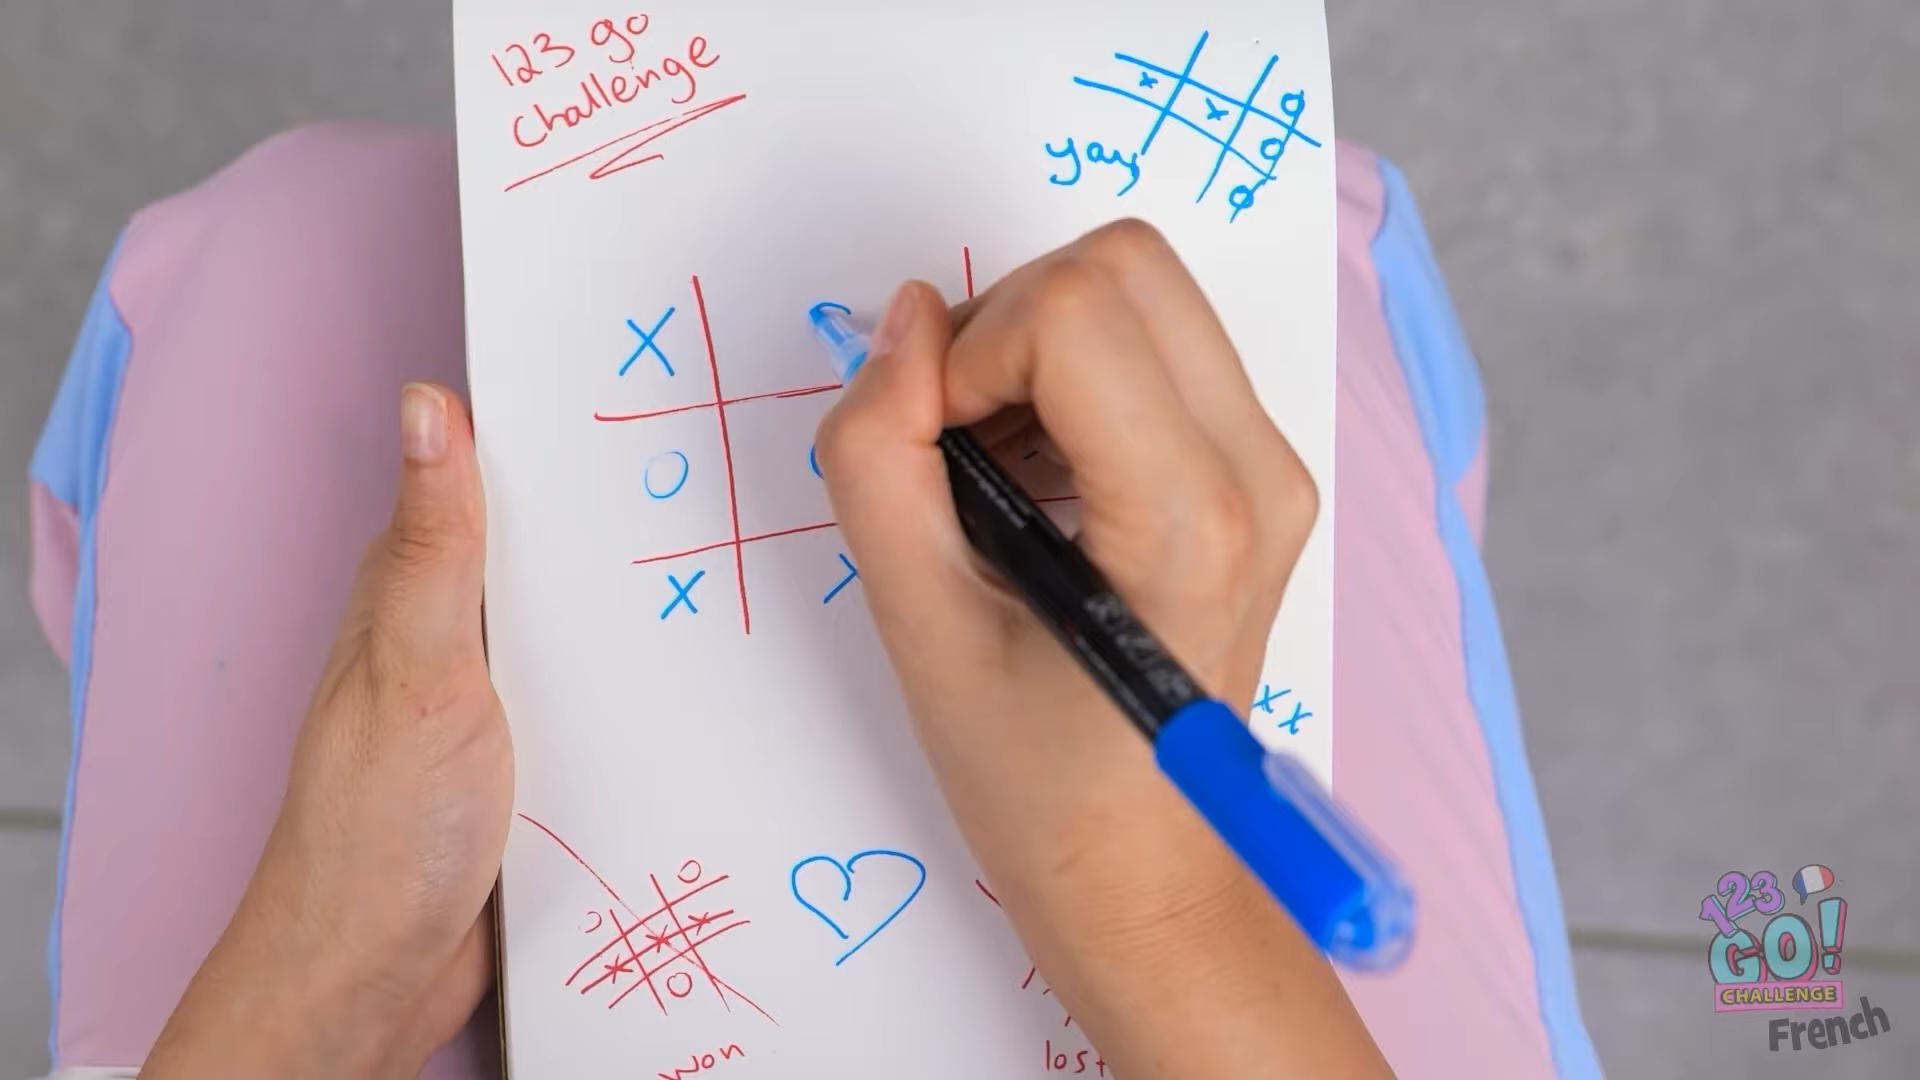 123 go
challenge
yay
X
O
X
won
lost
x x
123
GO!
CHALLENGE
French